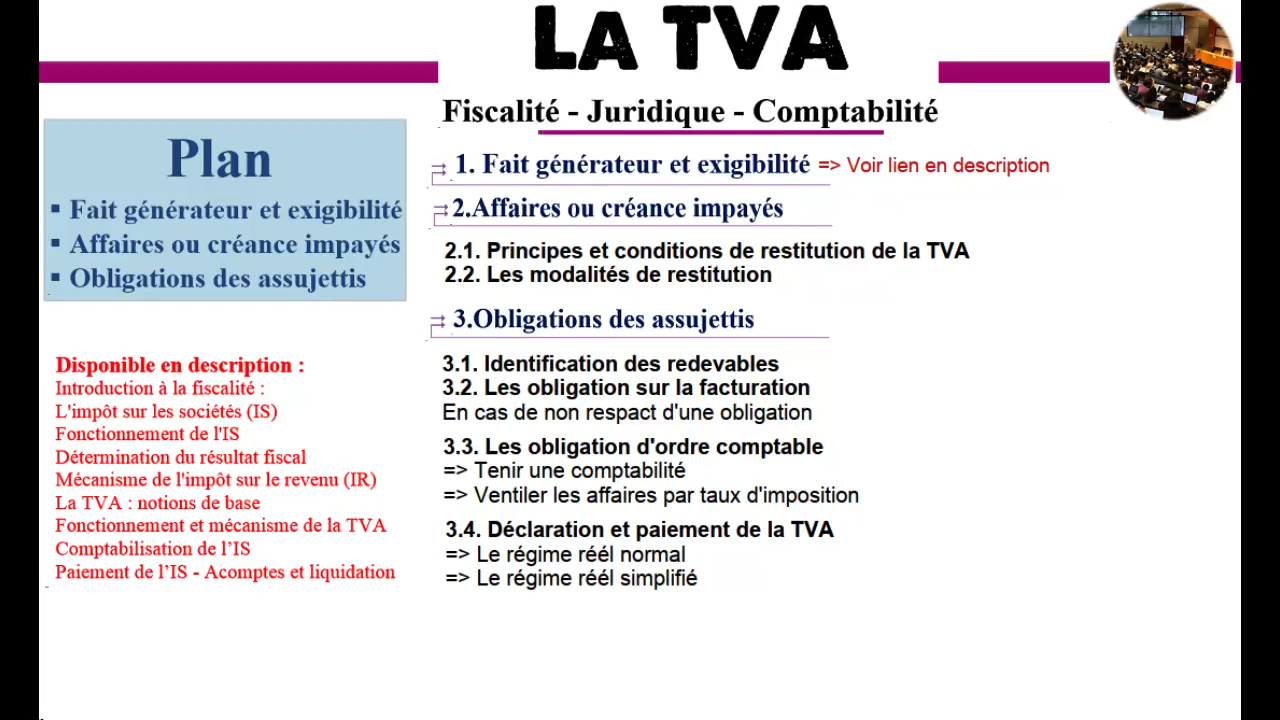 LA TVA
Fiscalité - Juridique - Comptabilité
Plan
▪ Fait générateur et exigibilité
▪ Affaires ou créance impayés
▪ Obligations des assujettis
Disponible en description :
Introduction à la fiscalité :
L'impôt sur les sociétés (IS)
Fonctionnement de l'IS
Détermination du résultat fiscal
Mécanisme de l'impôt sur le revenu (IR)
La TVA : notions de base
Fonctionnement et mécanisme de la TVA
Comptabilisation de l'IS
Paiement de l'IS - Acomptes et liquidation
1. Fait générateur et exigibilité => Voir lien en description
2.Affaires ou créance impayés
2.1. Principes et conditions de restitution de la TVA
2.2. Les modalités de restitution
3.Obligations des assujettis
3.1. Identification des redevables
3.2. Les obligation sur la facturation
En cas de non respact d'une obligation
3.3. Les obligation d'ordre comptable
=> Tenir une comptabilité
=> Ventiler les affaires par taux d'imposition
3.4. Déclaration et paiement de la TVA
=> Le régime réél normal
=> Le régime réél simplifié